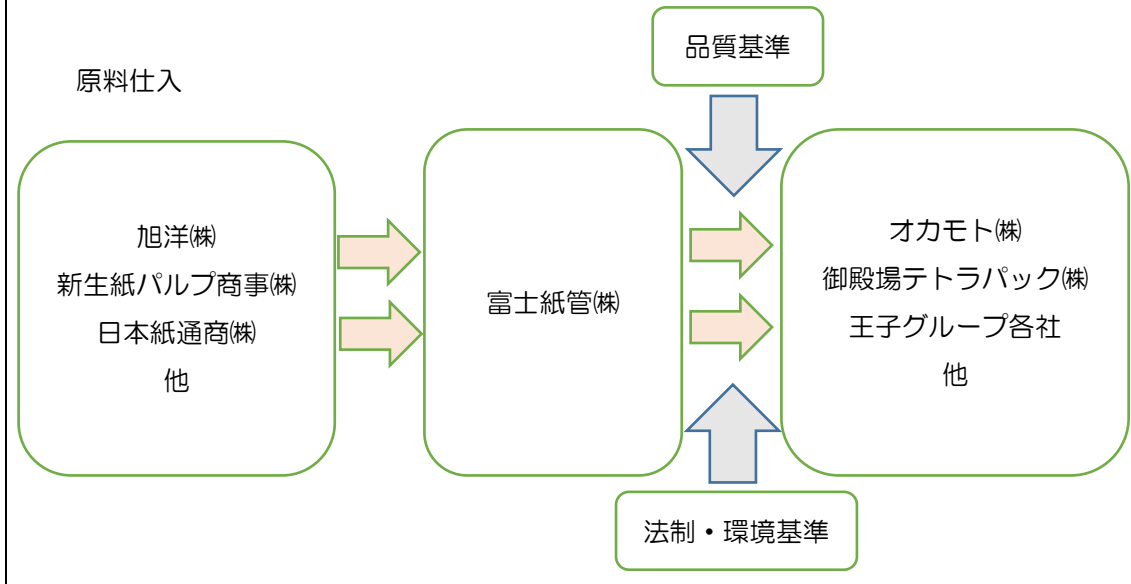 品質基準
原料仕入
旭洋㈱
新生紙パルプ商事㈱
日本紙通商㈱
他
富士紙管㈱
オカモト㈱
御殿場テトラパック㈱
王子グループ各社
他
法制・環境基準